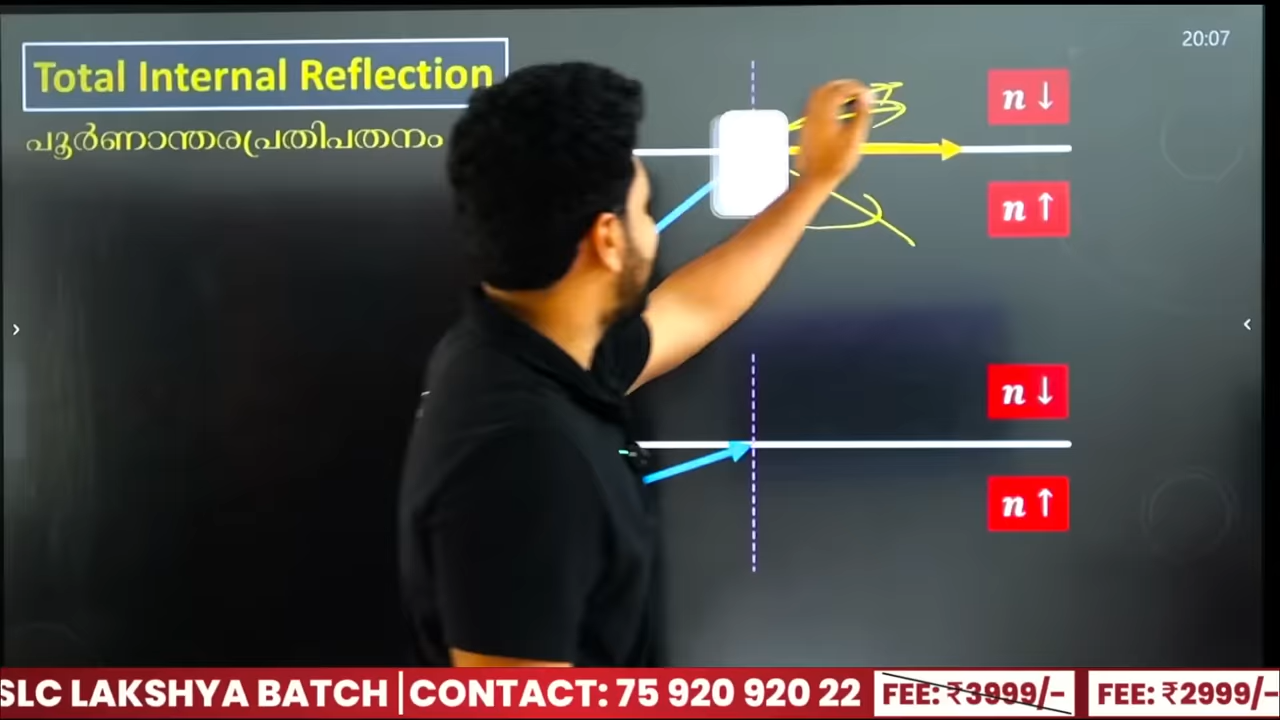 20:07
Total Internal Reflection
പൂർണാന്തരപ്രതിപതനം
n ↓
n ↑
n ↓
n ↑
SLC LAKSHYA BATCH | CONTACT: 75 920 920 22 FEE: ₹3999/- FEE: ₹2999/-